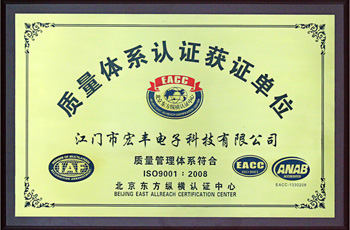 质量体系认证获证单位
EACC
江门市宏丰电子科技有限公司
质量管理体系符合
ISO9001:2008
北京东方纵横认证中心
BEIJING EAST ALLREACH CERTIFICATION CENTER
IAF
EACC
ANAB
ACCREDITED